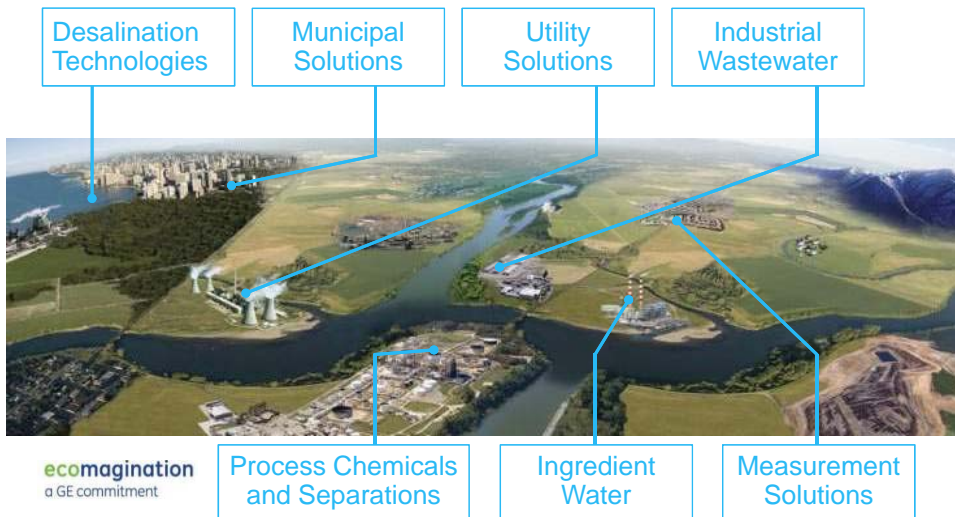 Desalination
Technologies
Municipal
Solutions
Utility
Solutions
Industrial
Wastewater
ecomagination
a GE commitment
Process Chemicals
and Separations
Ingredient
Water
Measurement
Solutions